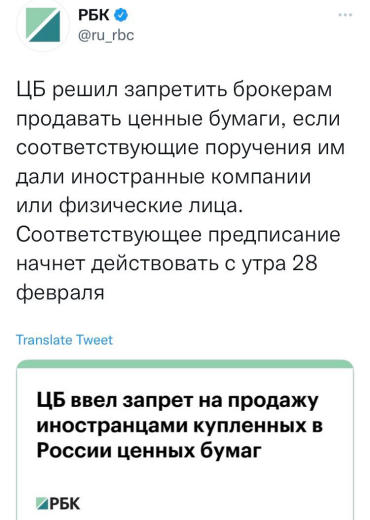 РБК
@ru_rbc
ЦБ решил запретить брокерам
продавать ценные бумаги, если
соответствующие поручения им
дали иностранные компании
или физические лица.
Соответствующее предписание
начнет действовать с утра 28
февраля
Translate Tweet
ЦБ ввел запрет на продажу
иностранцами купленных в
России ценных бумаг
РБК